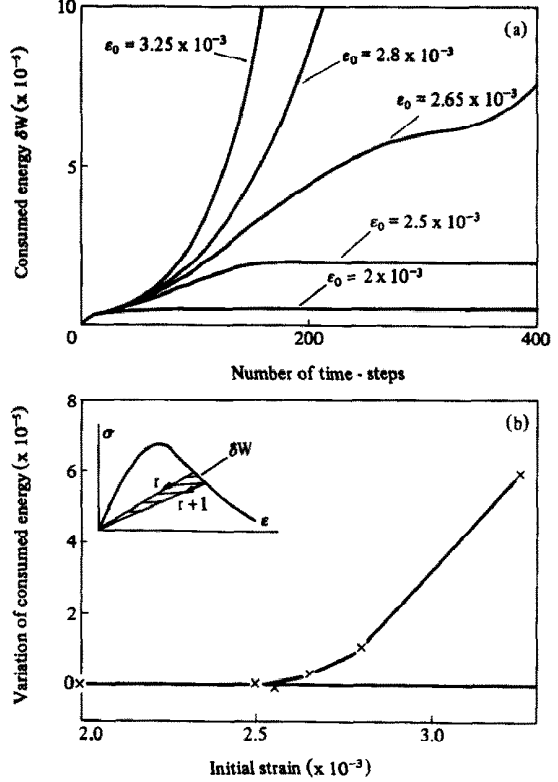 10
(a)
ε₀ = 3.25 x 10⁻³
ε₀ = 2.8 x 10⁻³
ε₀ = 2.65 x 10⁻³
5
ε₀ = 2.5 x 10⁻³
ε₀ = 2 x 10⁻³
0
0
200
400
Consumed energy δW (x 10⁻⁵)
Number of time - steps
8
(b)
σ
δW
6
r
r + 1
ε
4
2
0
2.0
2.5
3.0
Variation of consumed energy (x 10⁻⁵)
Initial strain (x 10⁻³)